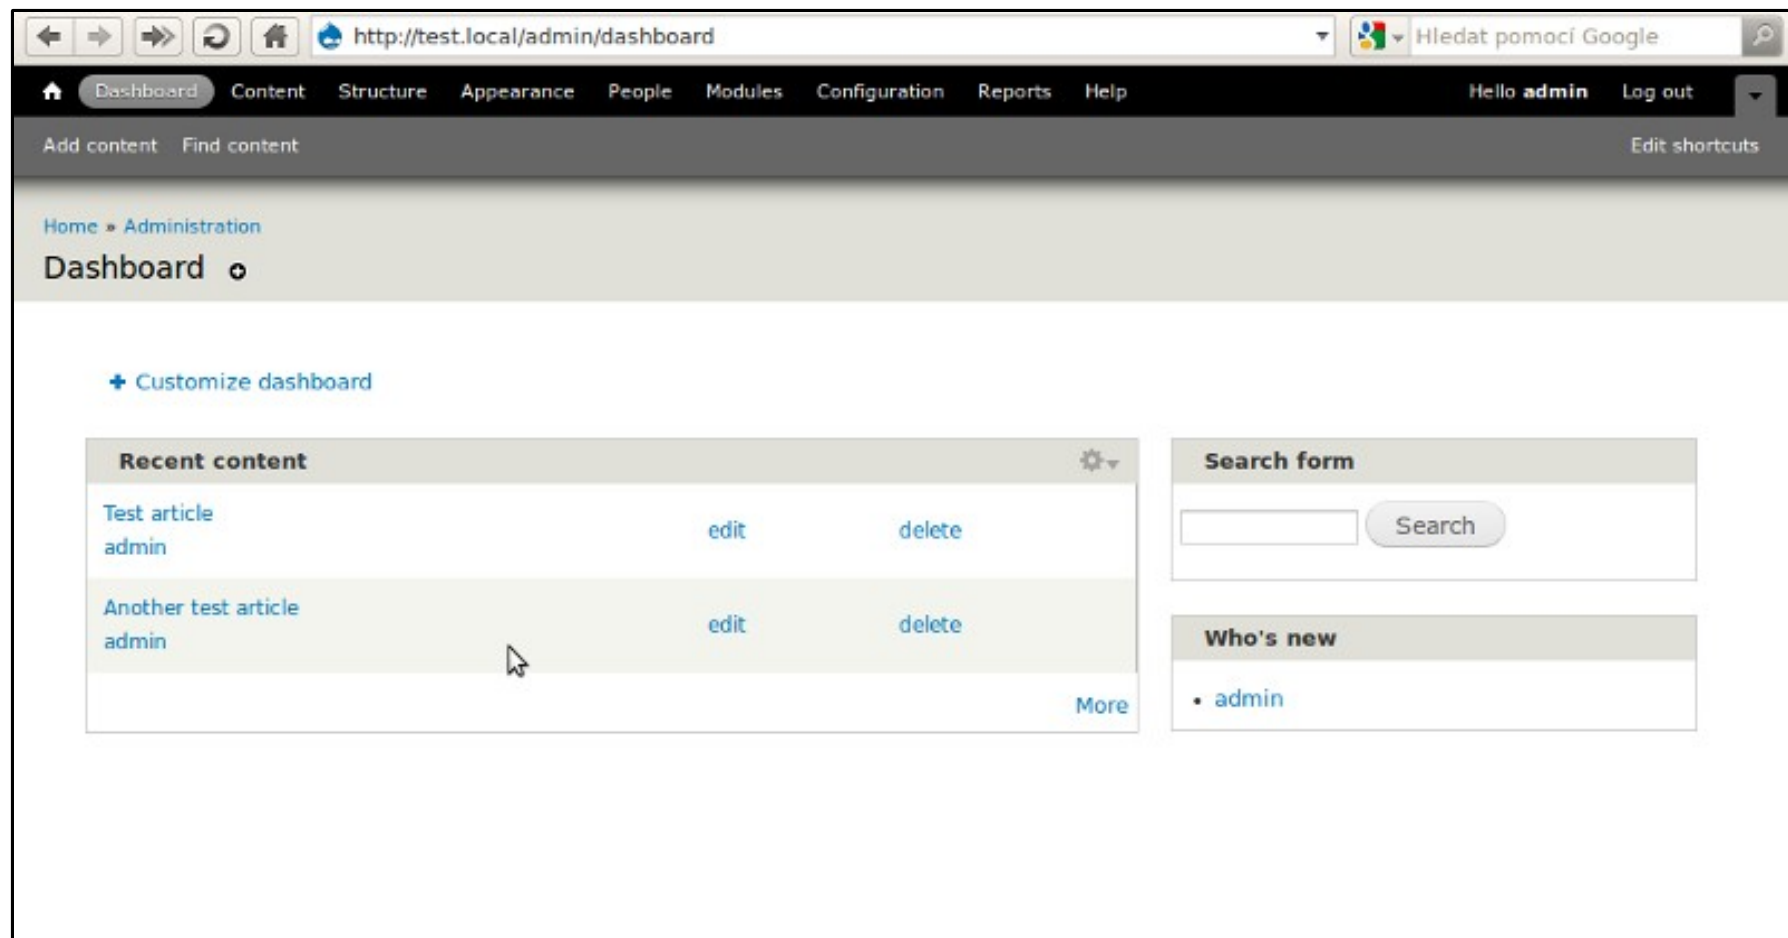 http://test.local/admin/dashboard Hledat pomocí Google
Dashboard Content Structure Appearance People Modules Configuration Reports Help Hello admin Log out
Add content Find content Edit shortcuts
Home » Administration
Dashboard
Customize dashboard
Recent content
Test article
admin
edit delete
Another test article
admin
edit delete
More
Search form
Search
Who's new
• admin